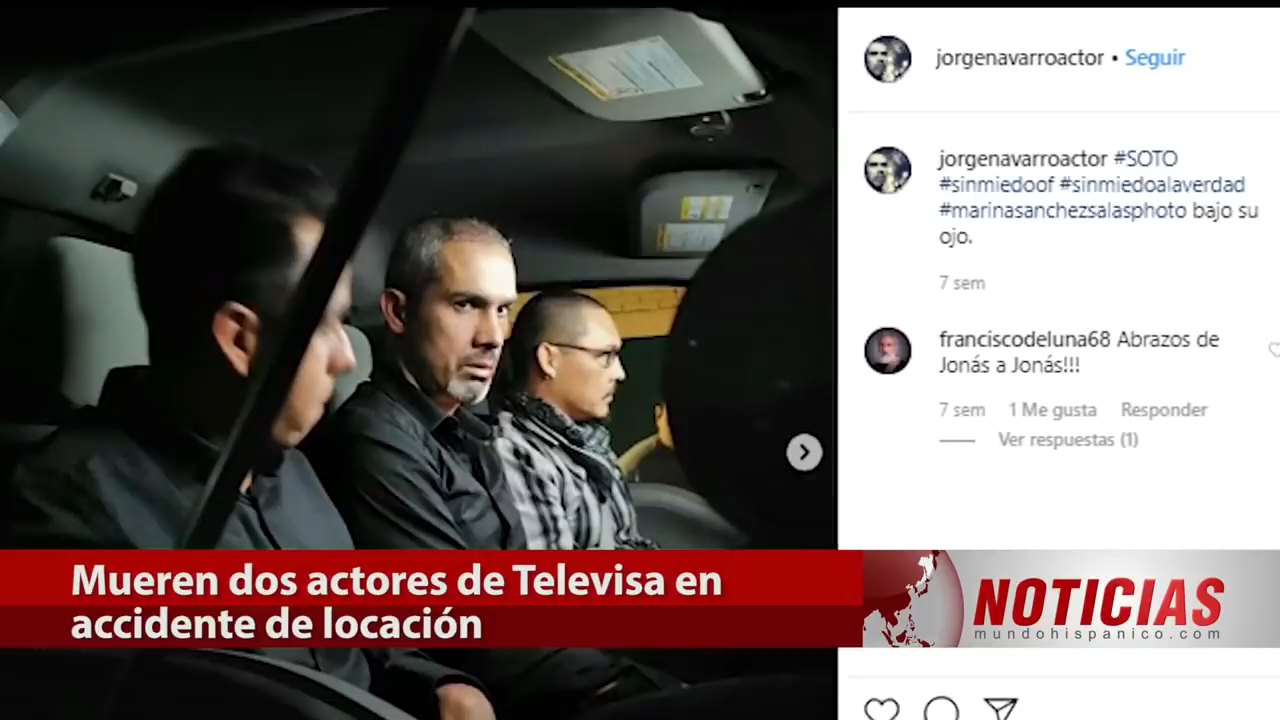 jorgenavarroactor • Seguir
jorgenavarroactor #SOTO
#sinmiedoof #sinmiedoalaverdad
#marinasanchezsalasphoto bajo su
ojo.
7 sem
franciscodeluna68 Abrazos de
Jonás a Jonás!!!
7 sem 1 Me gusta Responder
Ver respuestas (1)
Mueren dos actores de Televisa en
accidente de locación
NOTICIAS
mundohispanico.com